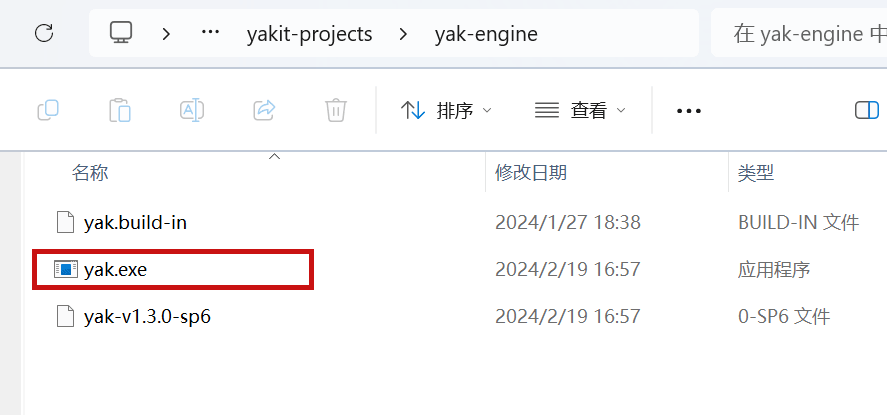 ··· yakit-projects yak-engine 在 yak-engine 中
排序 查看 ···
名称 修改日期 类型
yak.build-in 2024/1/27 18:38 BUILD-IN 文件
yak.exe 2024/2/19 16:57 应用程序
yak-v1.3.0-sp6 2024/2/19 16:57 0-SP6 文件